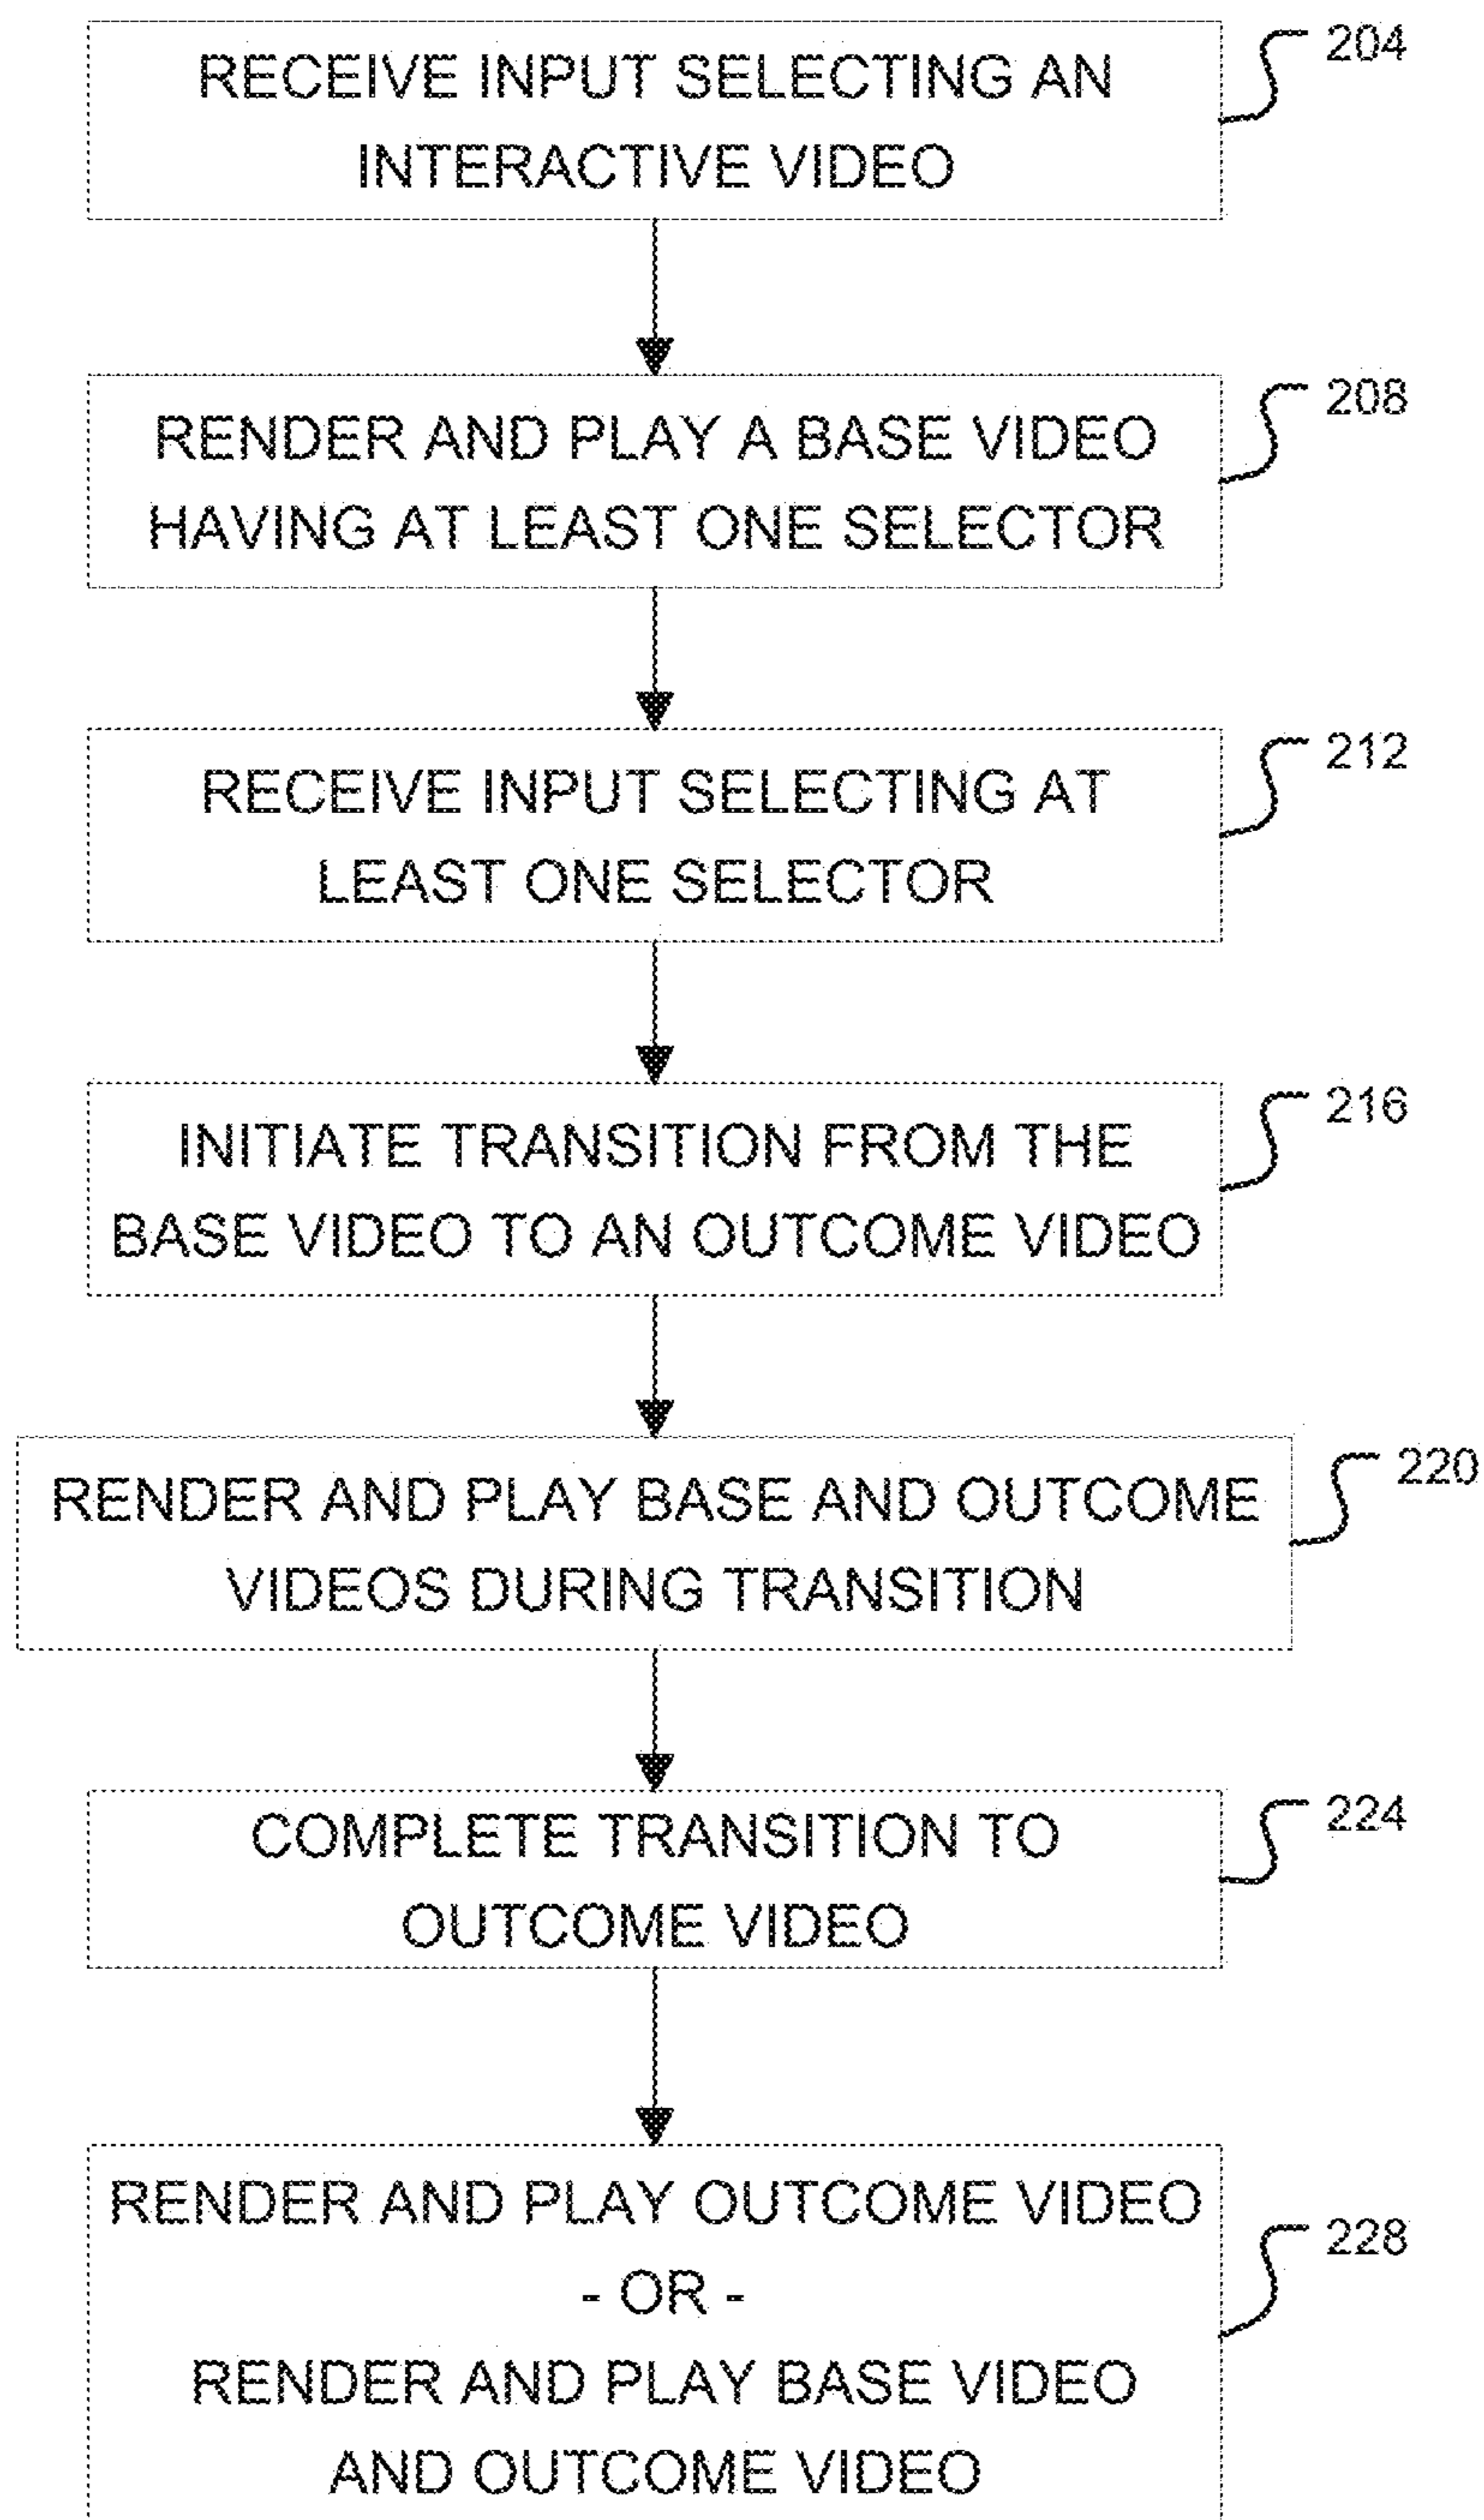 RECEIVE INPUT SELECTING AN
INTERACTIVE VIDEO
204
RENDER AND PLAY A BASE VIDEO
HAVING AT LEAST ONE SELECTOR
208
RECEIVE INPUT SELECTING AT
LEAST ONE SELECTOR
212
INITIATE TRANSITION FROM THE
BASE VIDEO TO AN OUTCOME VIDEO
216
RENDER AND PLAY BASE AND OUTCOME
VIDEOS DURING TRANSITION
220
COMPLETE TRANSITION TO
OUTCOME VIDEO
224
RENDER AND PLAY OUTCOME VIDEO
- OR -
RENDER AND PLAY BASE VIDEO
AND OUTCOME VIDEO
228